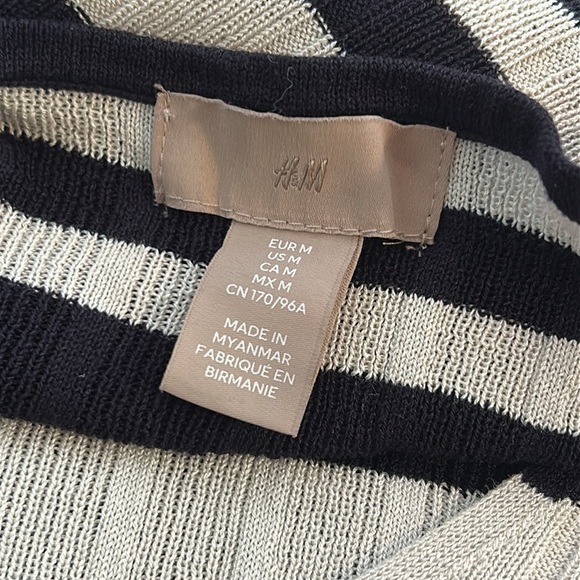 H&M
EUR M
US M
CA M
MX M
CN 170/96A
MADE IN
MYANMAR
FABRIQUÉ EN
BIRMANIE